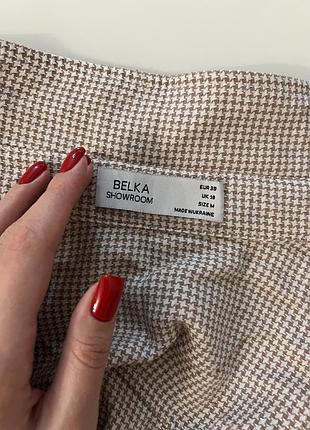 BELKA
SHOWROOM
EUR 38
UK 10
SIZE M
MADE IN UKRAINE